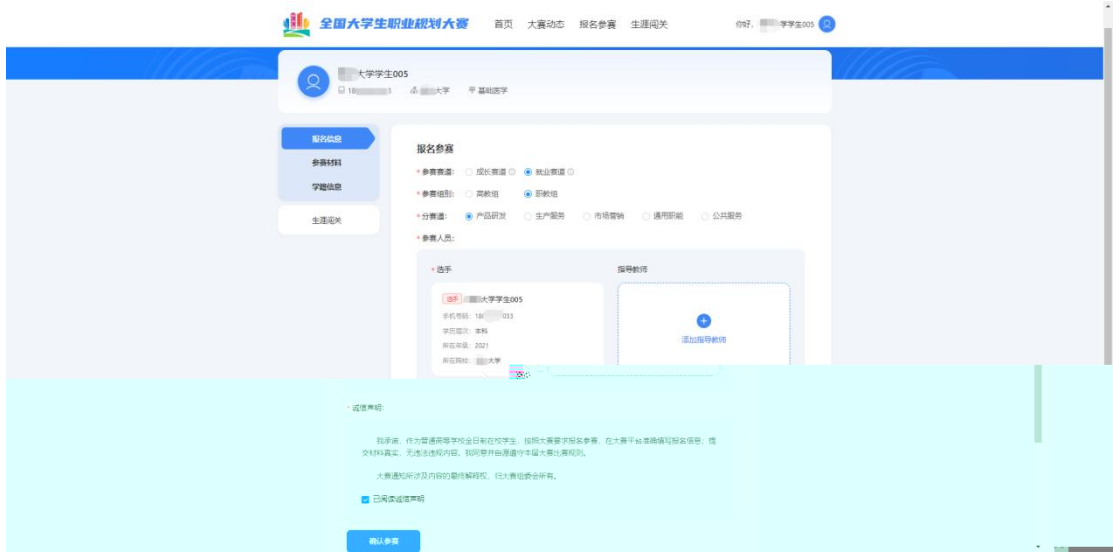 全国大学生职业规划大赛 首页 大赛动态 报名参赛 生涯闯关 你好, 学学生005
大学学生005
18 3 大学 基础医学
报名信息
参赛材料
学籍信息
生涯闯关
报名参赛
* 参赛赛道: 成长赛道 就业赛道
* 参赛组别: 高教组 职教组
* 分赛道: 产品研发 生产服务 市场营销 通用职能 公共服务
* 参赛人员:
* 选手 指导教师
选手 大学学生005
手机号码: 18 033
学历层次: 本科
所在年级: 2021
所在院校: 大学
添加指导教师
* 诚信声明:
我承诺,作为普通高等学校全日制在校学生,按照大赛要求报名参赛,在大赛平台准确填写报名信息,提
交材料真实、无违法违规内容。我同意并自愿遵守本届大赛比赛规则。
大赛通知所涉及内容的最终解释权,归大赛组委会所有。
已阅读诚信声明
确认参赛